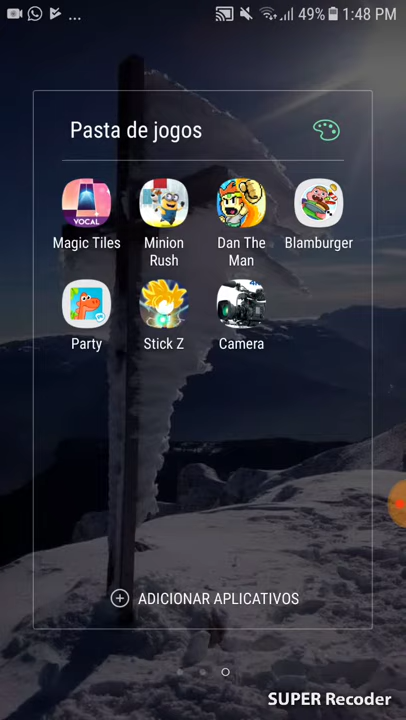 ... 49% 1:48 PM
Pasta de jogos
VOCAL
Magic Tiles Minion Rush Dan The Man Blamburger
Party Stick Z Camera
ADICIONAR APLICATIVOS
SUPER Recoder